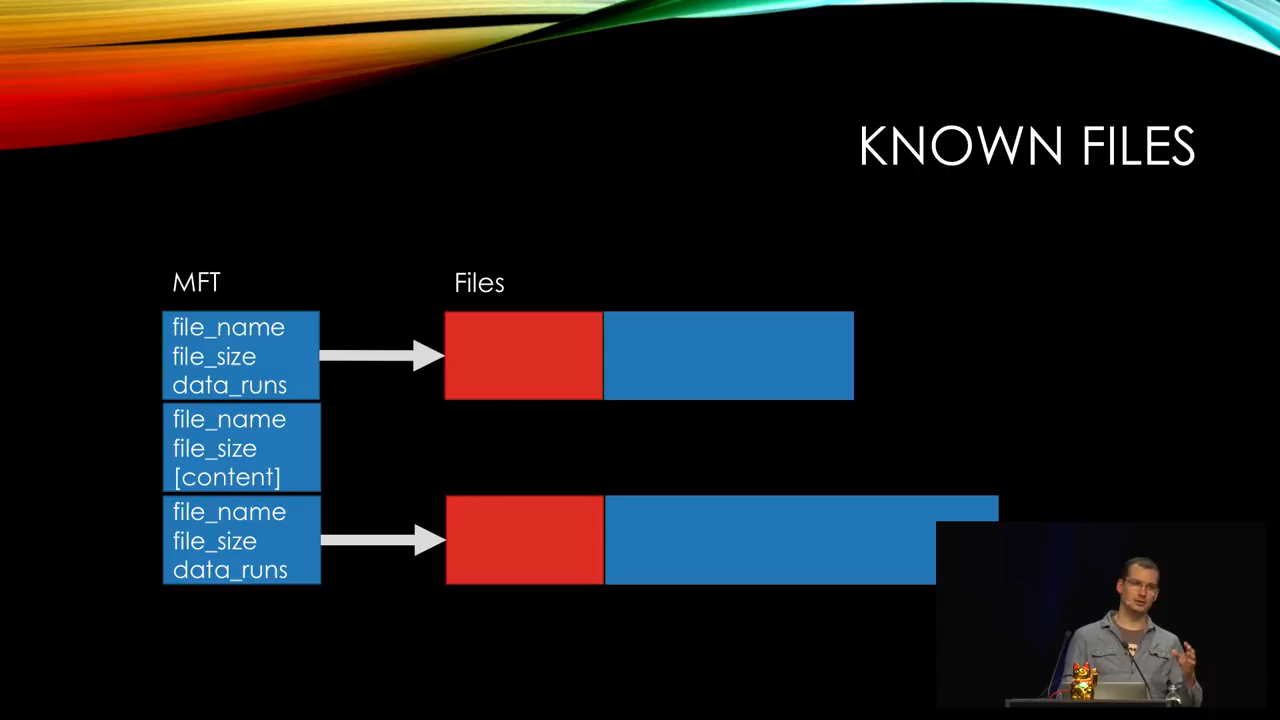 KNOWN FILES
MFT
Files
file_name
file_size
data_runs
file_name
file_size
[content]
file_name
file_size
data_runs